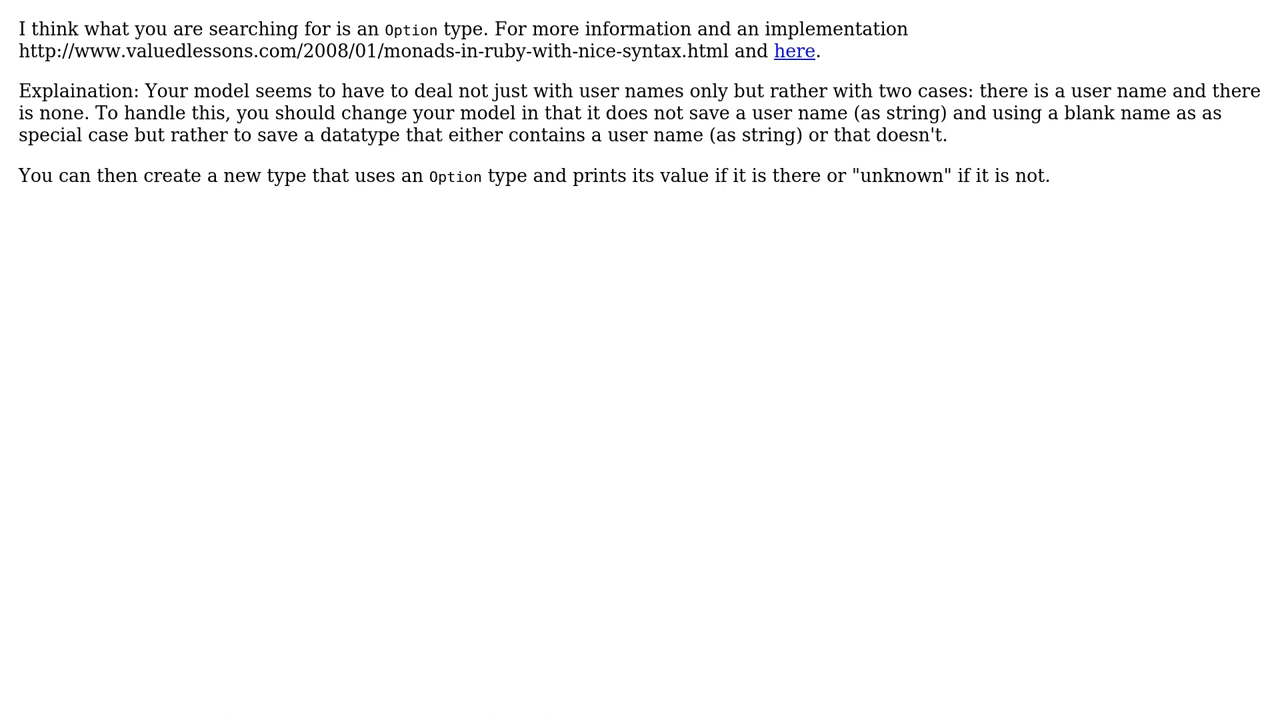 I think what you are searching for is an Option type. For more information and an implementation
http://www.valuedlessons.com/2008/01/monads-in-ruby-with-nice-syntax.html and here.
Explaination: Your model seems to have to deal not just with user names only but rather with two cases: there is a user name and there
is none. To handle this, you should change your model in that it does not save a user name (as string) and using a blank name as as
special case but rather to save a datatype that either contains a user name (as string) or that doesn't.
You can then create a new type that uses an Option type and prints its value if it is there or "unknown" if it is not.